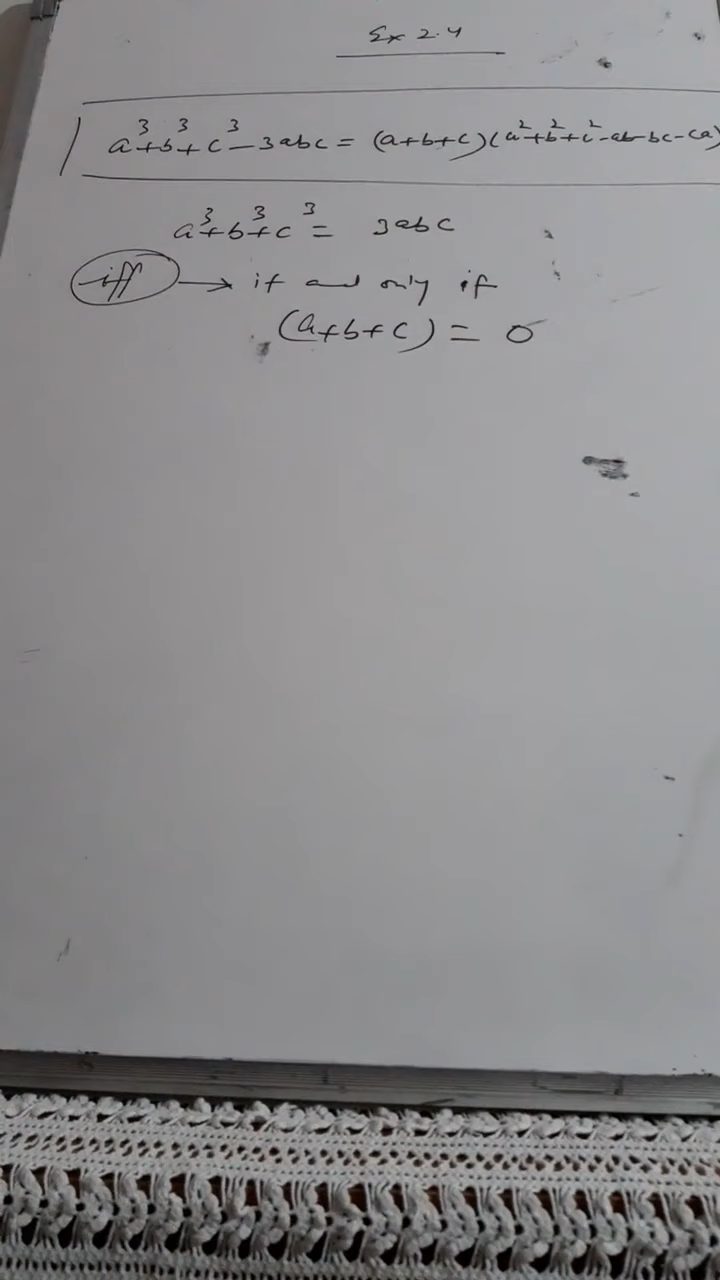 Ex 2.4
a³+b³+c³-3abc = (a+b+c)(a²+b²+c²-ab-bc-ca)
a³+b³+c³ = 3abc
iff → if and only if
(a+b+c) = 0